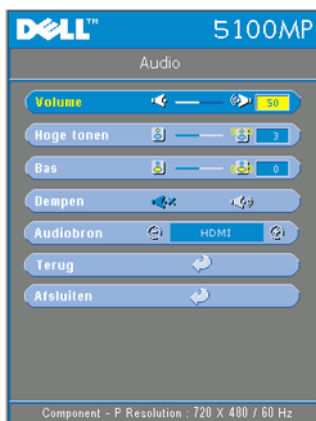 DELL™ 5100MP
Audio
Volume 50
Hoge tonen 3
Bas 0
Dempen
Audiobron HDMI
Terug
Afsluiten
Component - P Resolution : 720 X 480 / 60 Hz